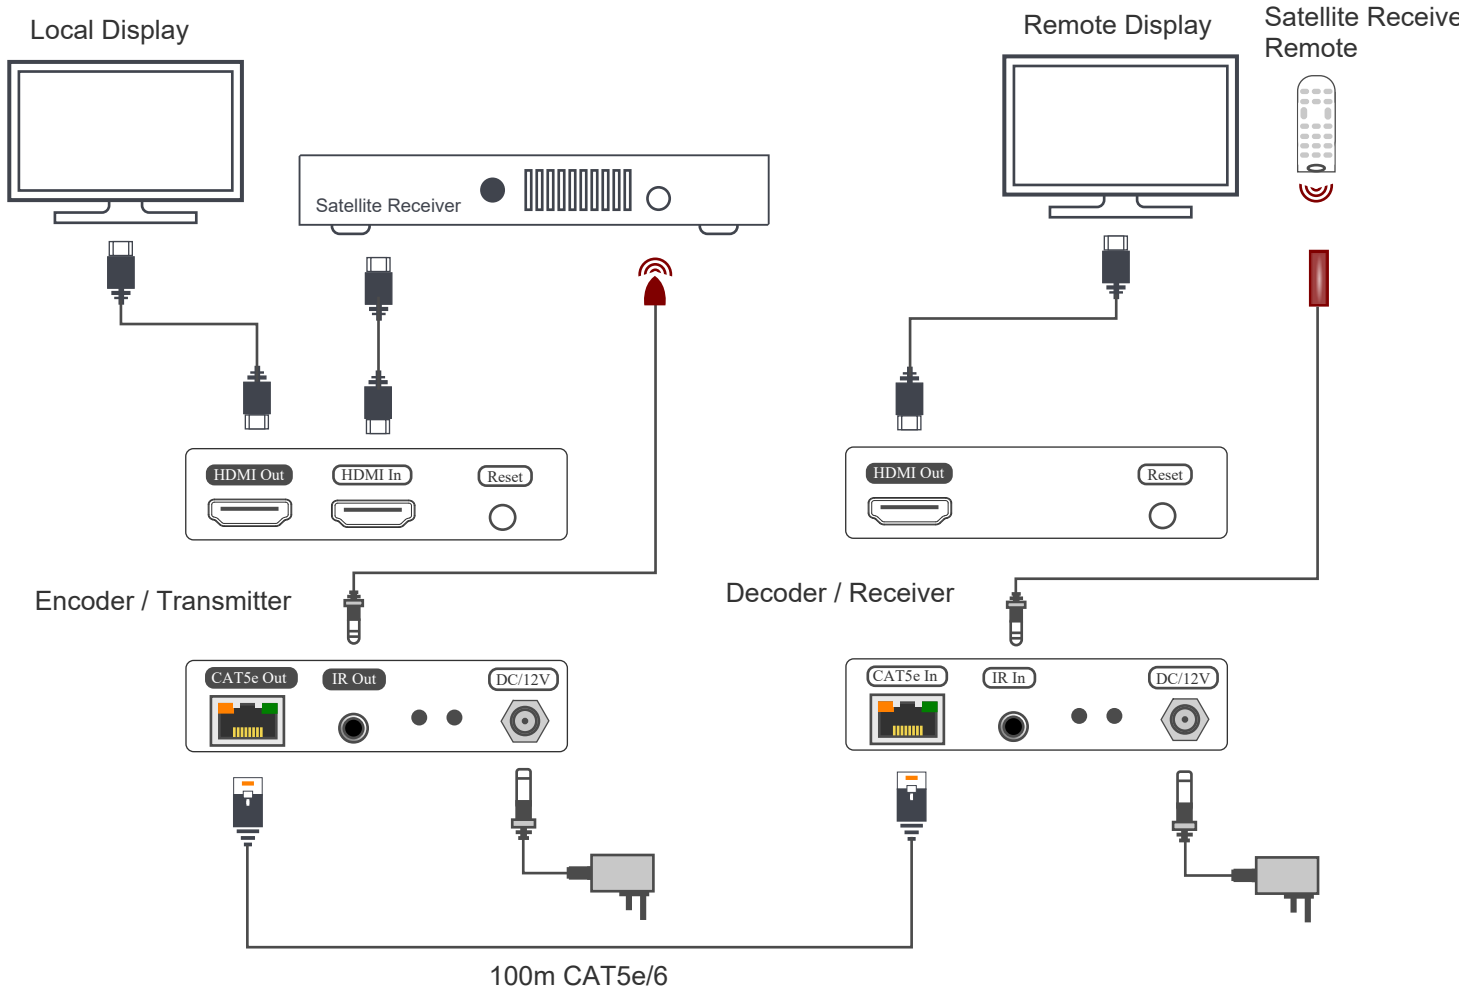 Local Display
Remote Display
Satellite Receive
Remote
Satellite Receiver
HDMI Out
HDMI In
Reset
HDMI Out
Reset
Encoder / Transmitter
Decoder / Receiver
CAT5e Out
IR Out
DC/12V
CAT5e In
IR In
DC/12V
100m CAT5e/6